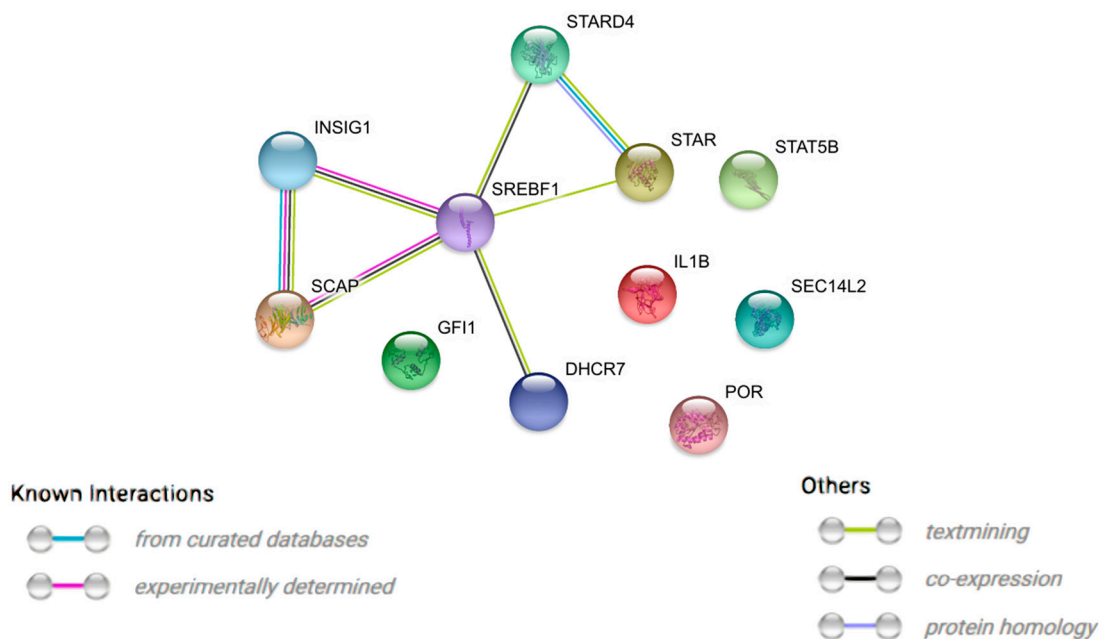 STARD4
INSIG1
STAR
STAT5B
SREBF1
IL1B
SCAP
SEC14L2
GFI1
DHCR7
POR
Known Interactions
from curated databases
experimentally determined
Others
textmining
co-expression
protein homology